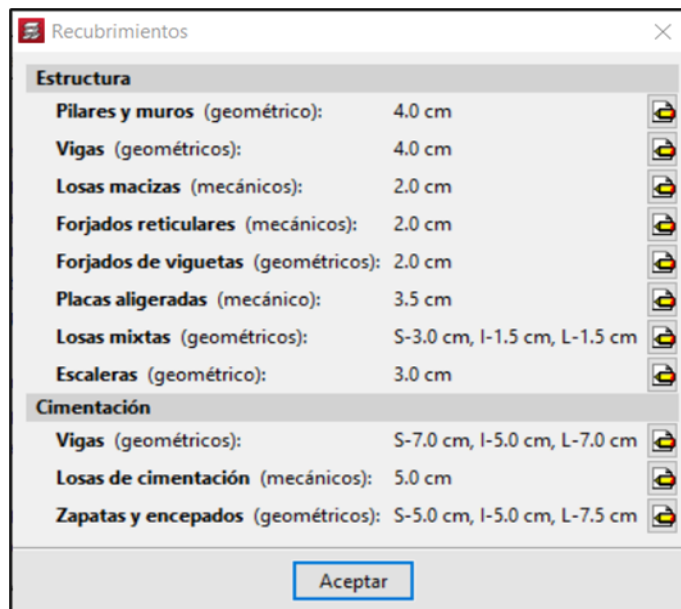 Recubrimientos
Estructura
Pilares y muros (geométrico): 4.0 cm
Vigas (geométricos): 4.0 cm
Losas macizas (mecánicos): 2.0 cm
Forjados reticulares (mecánicos): 2.0 cm
Forjados de viguetas (geométricos): 2.0 cm
Placas aligeradas (mecánico): 3.5 cm
Losas mixtas (geométricos): S-3.0 cm, I-1.5 cm, L-1.5 cm
Escaleras (geométrico): 3.0 cm
Cimentación
Vigas (geométricos): S-7.0 cm, I-5.0 cm, L-7.0 cm
Losas de cimentación (mecánicos): 5.0 cm
Zapatas y encepados (geométricos): S-5.0 cm, I-5.0 cm, L-7.5 cm
Aceptar